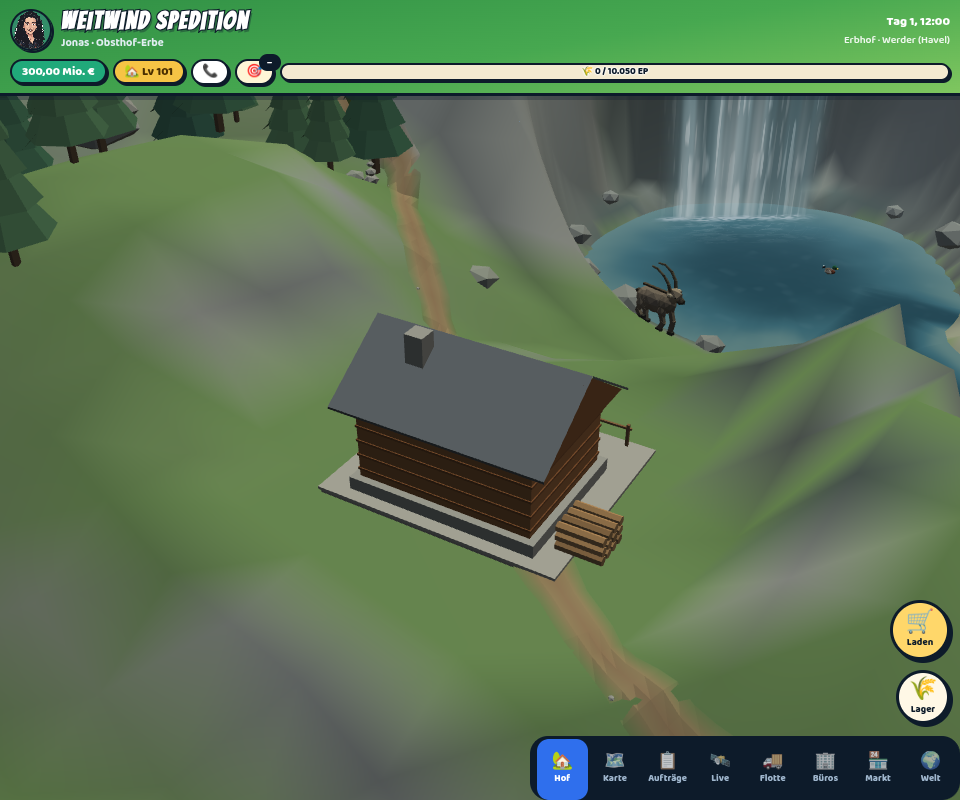 WEITWIND SPEDITION
Jonas · Obsthof-Erbe
Tag 1, 12:00
Erbhof · Werder (Havel)
300,00 Mio. €
Lv 101
–
0 / 10.050 EP
Laden
Lager
Hof
Karte
Aufträge
Live
Flotte
Büros
Markt
Welt